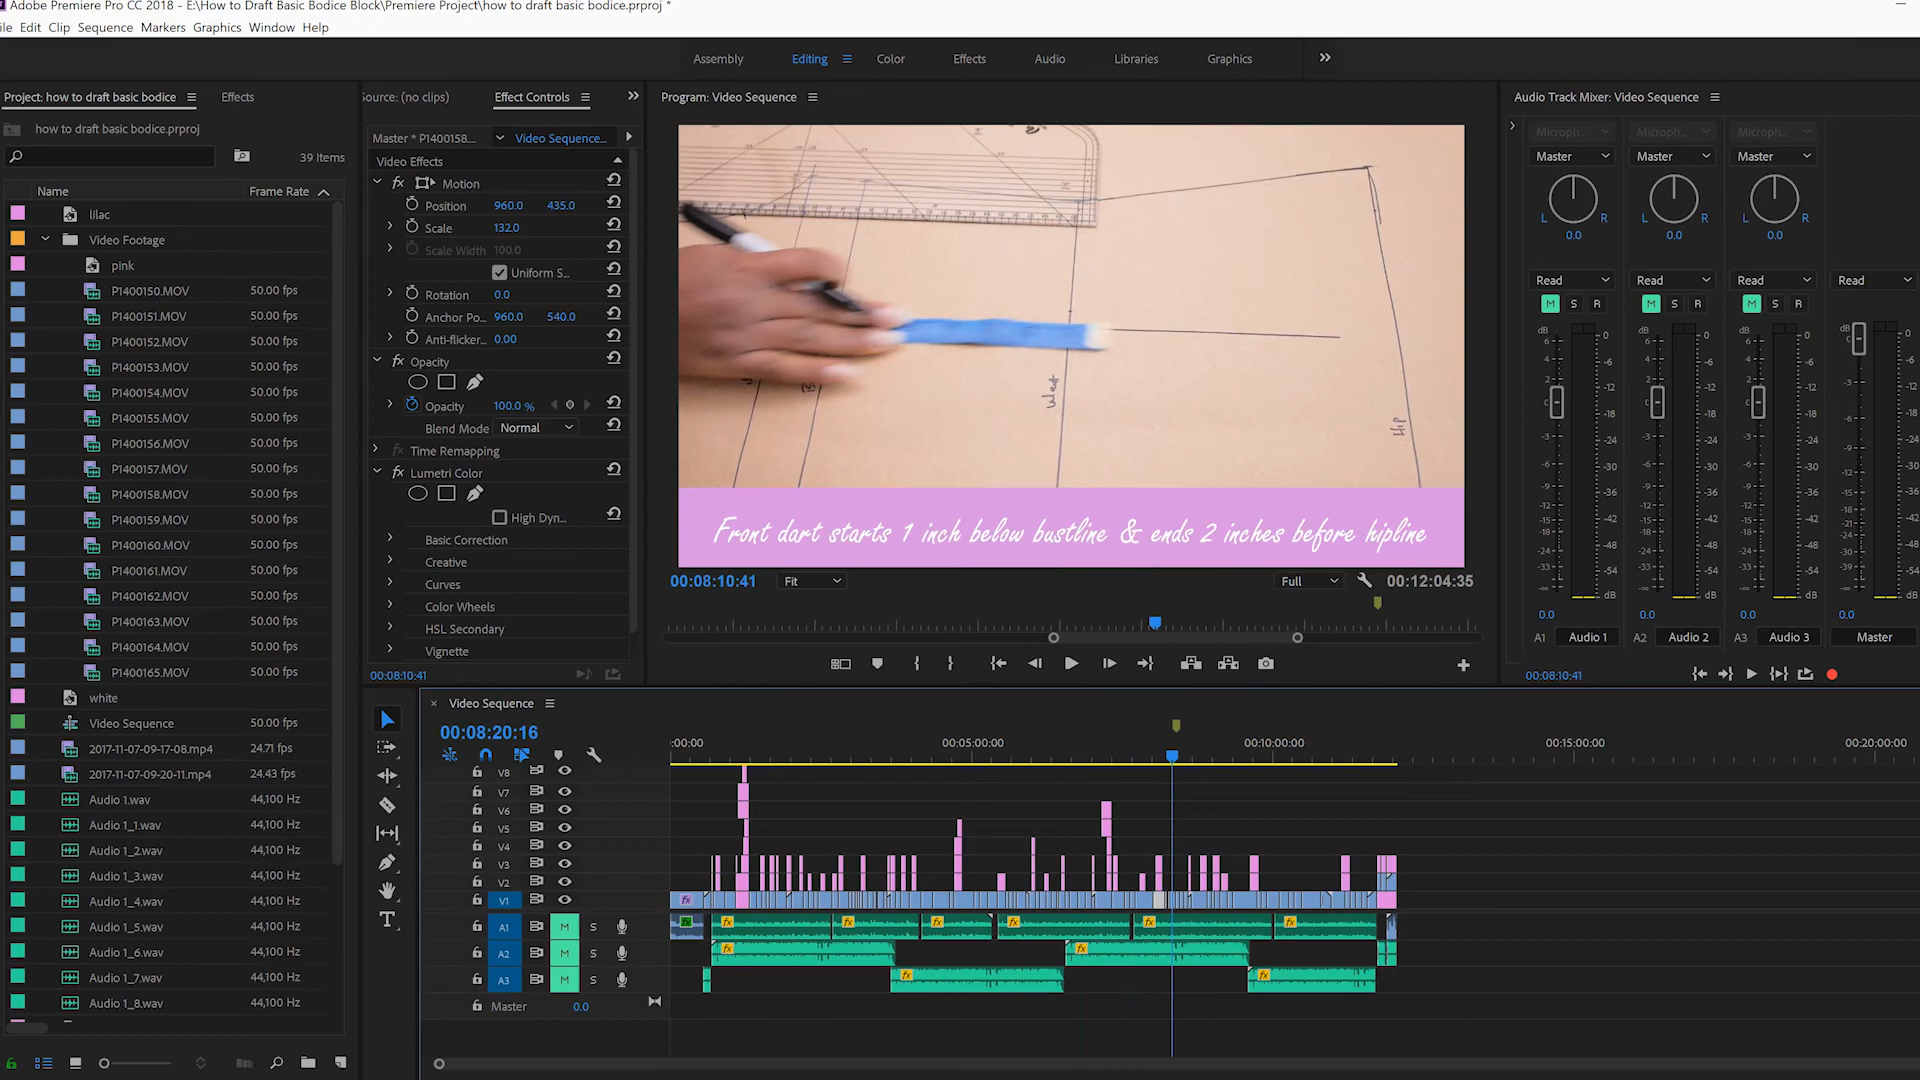 Adobe Premiere Pro CC 2018 - E:\How to Draft Basic Bodice Block\Premiere Project\how to draft basic bodice.prproj *
Edit Clip Sequence Markers Graphics Window Help
Assembly Editing Color Effects Audio Libraries Graphics
Project: how to draft basic bodice Effects
how to draft basic bodice.prproj
39 Items
Name Frame Rate
lilac
Video Footage
pink
P1400150.MOV 50.00 fps
P1400151.MOV 50.00 fps
P1400152.MOV 50.00 fps
P1400153.MOV 50.00 fps
P1400154.MOV 50.00 fps
P1400155.MOV 50.00 fps
P1400156.MOV 50.00 fps
P1400157.MOV 50.00 fps
P1400158.MOV 50.00 fps
P1400159.MOV 50.00 fps
P1400160.MOV 50.00 fps
P1400161.MOV 50.00 fps
P1400162.MOV 50.00 fps
P1400163.MOV 50.00 fps
P1400164.MOV 50.00 fps
P1400165.MOV 50.00 fps
white
Video Sequence 50.00 fps
2017-11-07-09-17-08.mp4 24.71 fps
2017-11-07-09-20-11.mp4 24.43 fps
Audio 1.wav 44,100 Hz
Audio 1_1.wav 44,100 Hz
Audio 1_2.wav 44,100 Hz
Audio 1_3.wav 44,100 Hz
Audio 1_4.wav 44,100 Hz
Audio 1_5.wav 44,100 Hz
Audio 1_6.wav 44,100 Hz
Audio 1_7.wav 44,100 Hz
Audio 1_8.wav 44,100 Hz
Source: (no clips) Effect Controls
Master * P1400158... Video Sequence...
Video Effects
fx Motion
Position 960.0 435.0
Scale 132.0
Scale Width 100.0
Uniform S...
Rotation 0.0
Anchor Po... 960.0 540.0
Anti-flicker... 0.00
fx Opacity
Opacity 100.0 %
Blend Mode Normal
fx Time Remapping
fx Lumetri Color
High Dyn...
Basic Correction
Creative
Curves
Color Wheels
HSL Secondary
Vignette
00:08:10:41
Program: Video Sequence
Waist
Hip
Front dart starts 1 inch below bustline & ends 2 inches before hipline
00:08:10:41 Fit Full 00:12:04:35
Audio Track Mixer: Video Sequence
Microph... Microph... Microph...
Master Master Master
L R L R L R
0.0 0.0 0.0
Read Read Read Read
M S R M S R M S R
0.0 0.0 0.0 0.0
A1 Audio 1 A2 Audio 2 A3 Audio 3 Master
00:08:10:41
Video Sequence
00:08:20:16
:00:00 00:05:00:00 00:10:00:00 00:15:00:00 00:20:00:00
V8
V7
V6
V5
V4
V3
V2
V1
A1 M S
A2 M S
A3 M S
Master 0.0